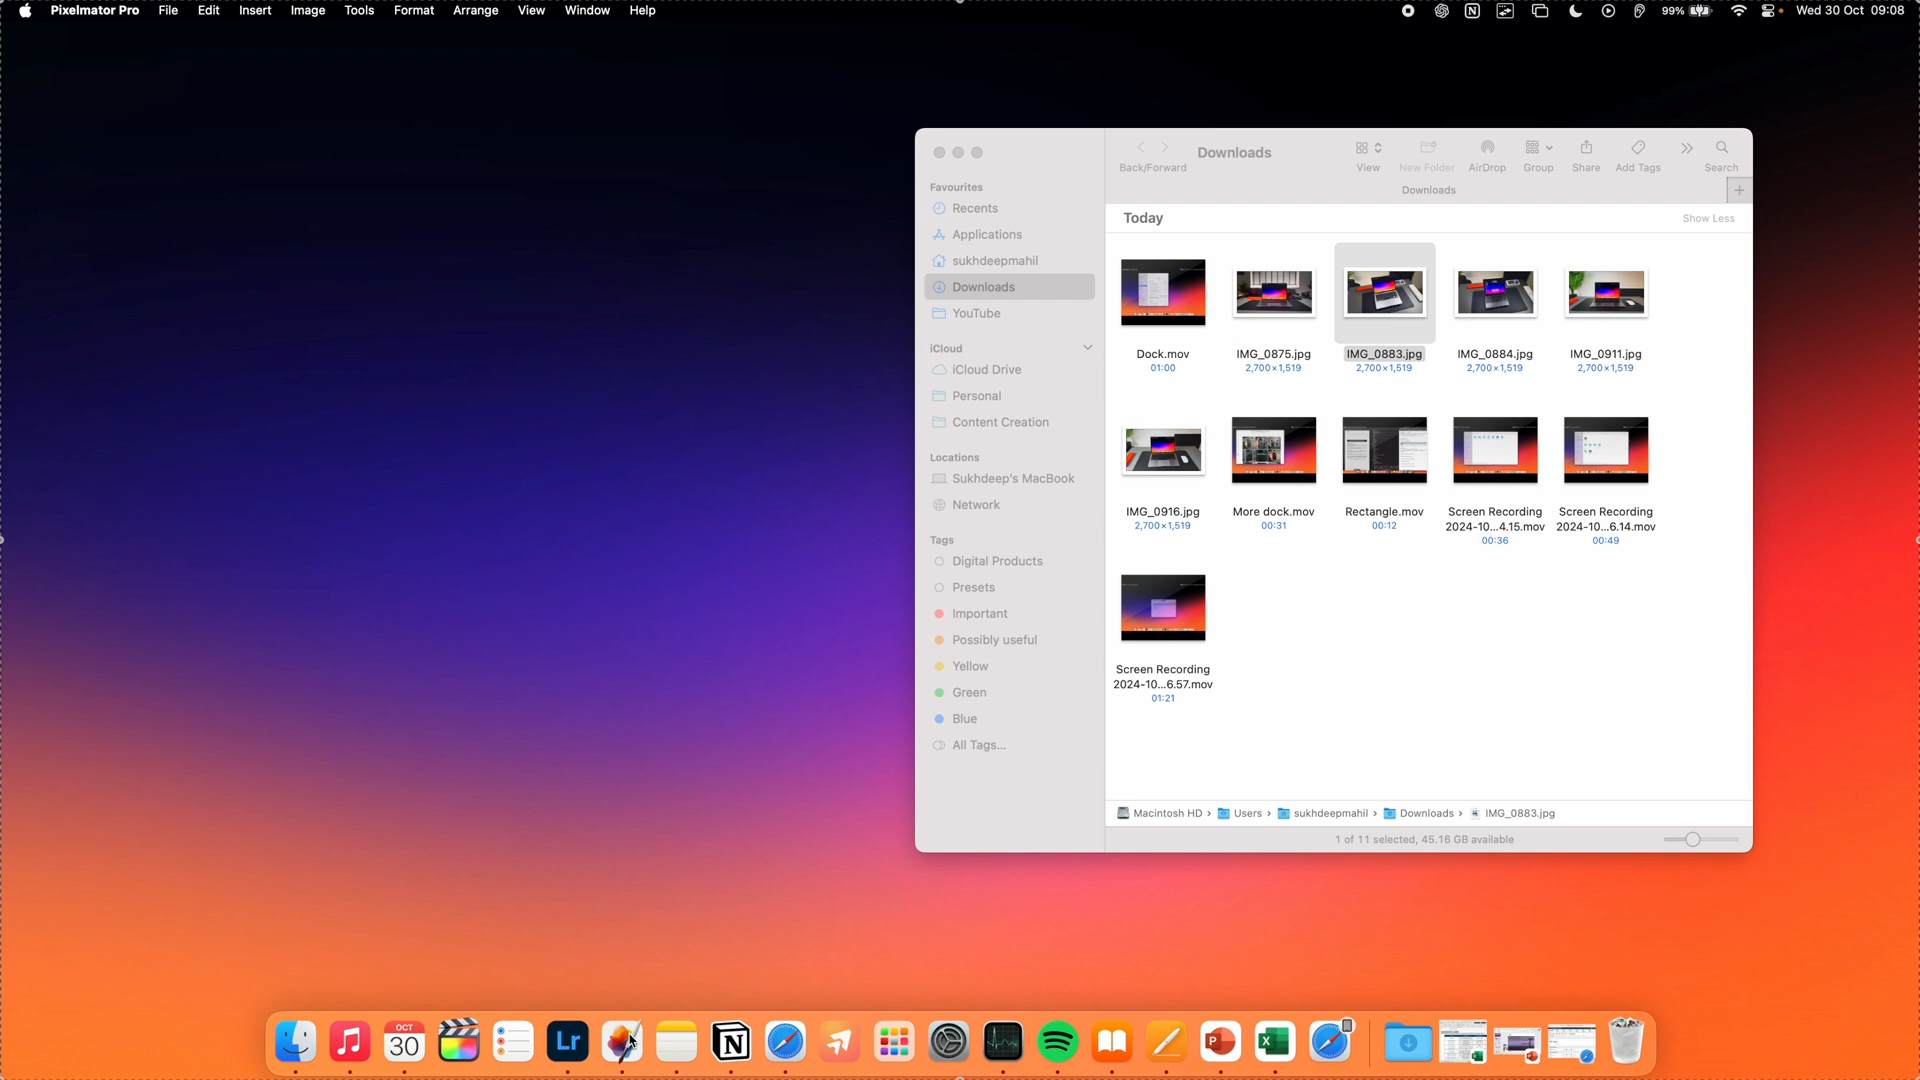 Pixelmator Pro File Edit Insert Image Tools Format Arrange View Window Help 99% Wed 30 Oct 09:08
Back/Forward Downloads View New Folder AirDrop Group Share Add Tags Search
Downloads
Favourites
Recents
Applications
sukhdeepmahil
Downloads
YouTube
iCloud
iCloud Drive
Personal
Content Creation
Locations
Sukhdeep's MacBook
Network
Tags
Digital Products
Presets
Important
Possibly useful
Yellow
Green
Blue
All Tags...
Today Show Less
Dock.mov
01:00
IMG_0875.jpg
2,700×1,519
IMG_0883.jpg
2,700×1,519
IMG_0884.jpg
2,700×1,519
IMG_0911.jpg
2,700×1,519
IMG_0916.jpg
2,700×1,519
More dock.mov
00:31
Rectangle.mov
00:12
Screen Recording
2024-10...4.15.mov
00:36
Screen Recording
2024-10...6.14.mov
00:49
Screen Recording
2024-10...6.57.mov
01:21
Macintosh HD › Users › sukhdeepmahil › Downloads › IMG_0883.jpg
1 of 11 selected, 45.16 GB available
OCT
30
Lr